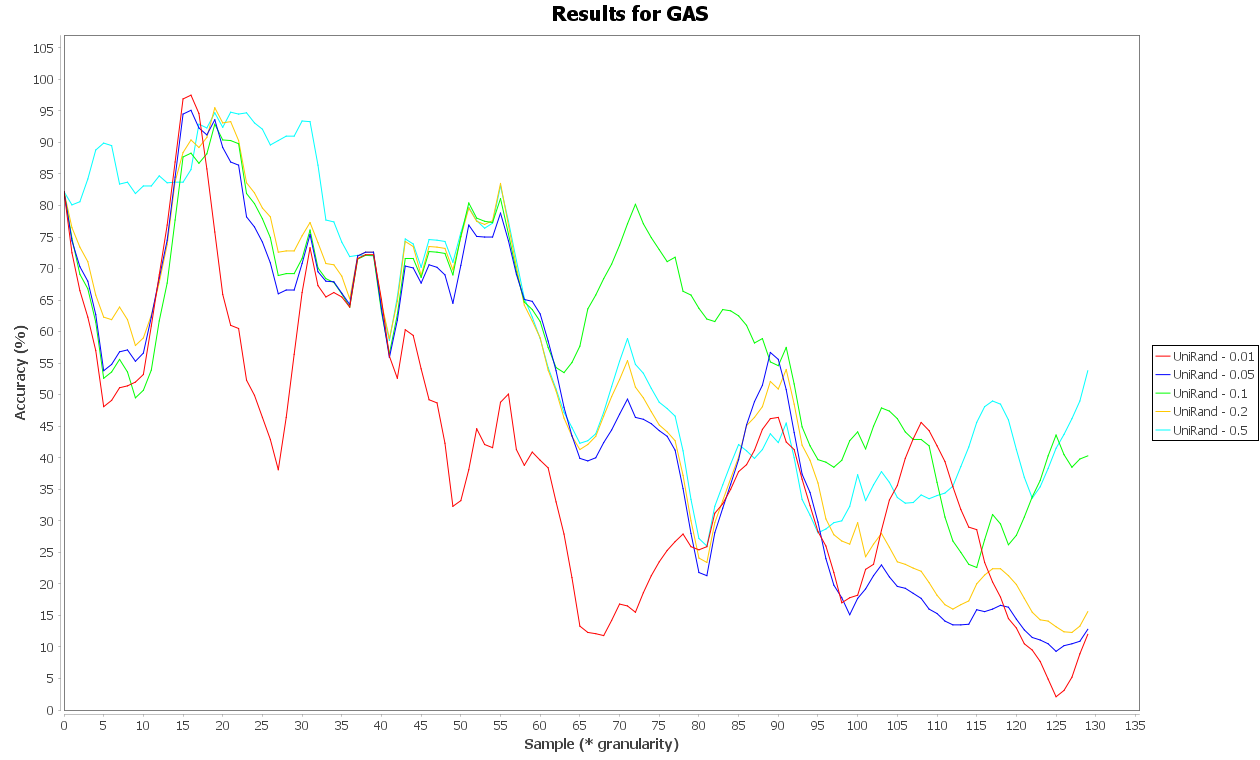 Results for GAS
105
100
95
90
85
80
75
70
65
60
55
50
45
40
35
30
25
20
15
10
5
0
Accuracy (%)
0 5 10 15 20 25 30 35 40 45 50 55 60 65 70 75 80 85 90 95 100 105 110 115 120 125 130 135
Sample (* granularity)
UniRand - 0.01
UniRand - 0.05
UniRand - 0.1
UniRand - 0.2
UniRand - 0.5